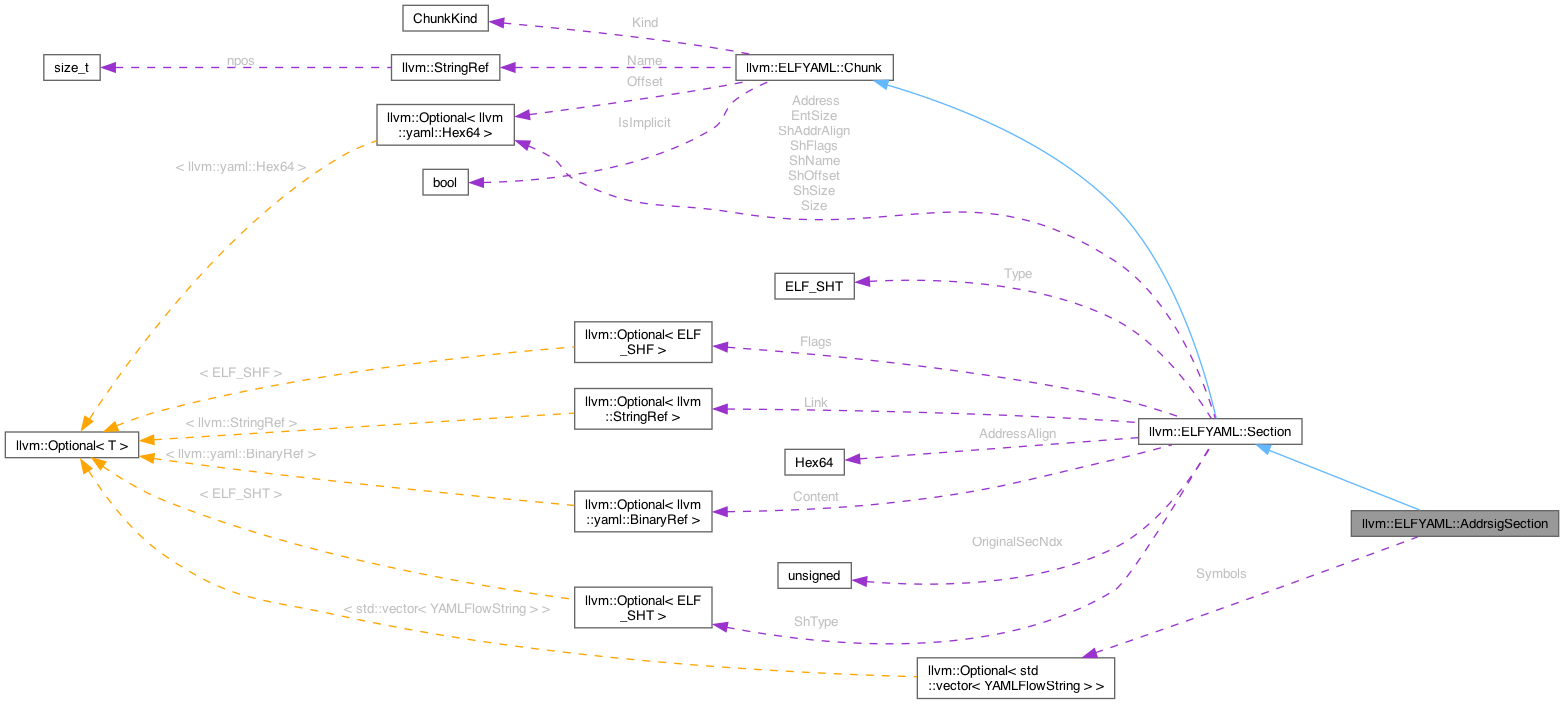 ChunkKind
Kind
size_t
npos
llvm::StringRef
Name
llvm::ELFYAML::Chunk
Offset
llvm::Optional< llvm
::yaml::Hex64 >
IsImplicit
Address
EntSize
ShAddrAlign
ShFlags
ShName
ShOffset
ShSize
Size
< llvm::yaml::Hex64 >
bool
Type
ELF_SHT
llvm::Optional< ELF
_SHF >
Flags
< ELF_SHF >
llvm::Optional< llvm
::StringRef >
Link
< llvm::StringRef >
llvm::Optional< T >
llvm::ELFYAML::Section
AddressAlign
Hex64
< llvm::yaml::BinaryRef >
< ELF_SHT >
llvm::Optional< llvm
::yaml::BinaryRef >
Content
llvm::ELFYAML::AddrsigSection
OriginalSecNdx
unsigned
Symbols
llvm::Optional< ELF
_SHT >
< std::vector< YAMLFlowString > >
ShType
llvm::Optional< std
::vector< YAMLFlowString > >